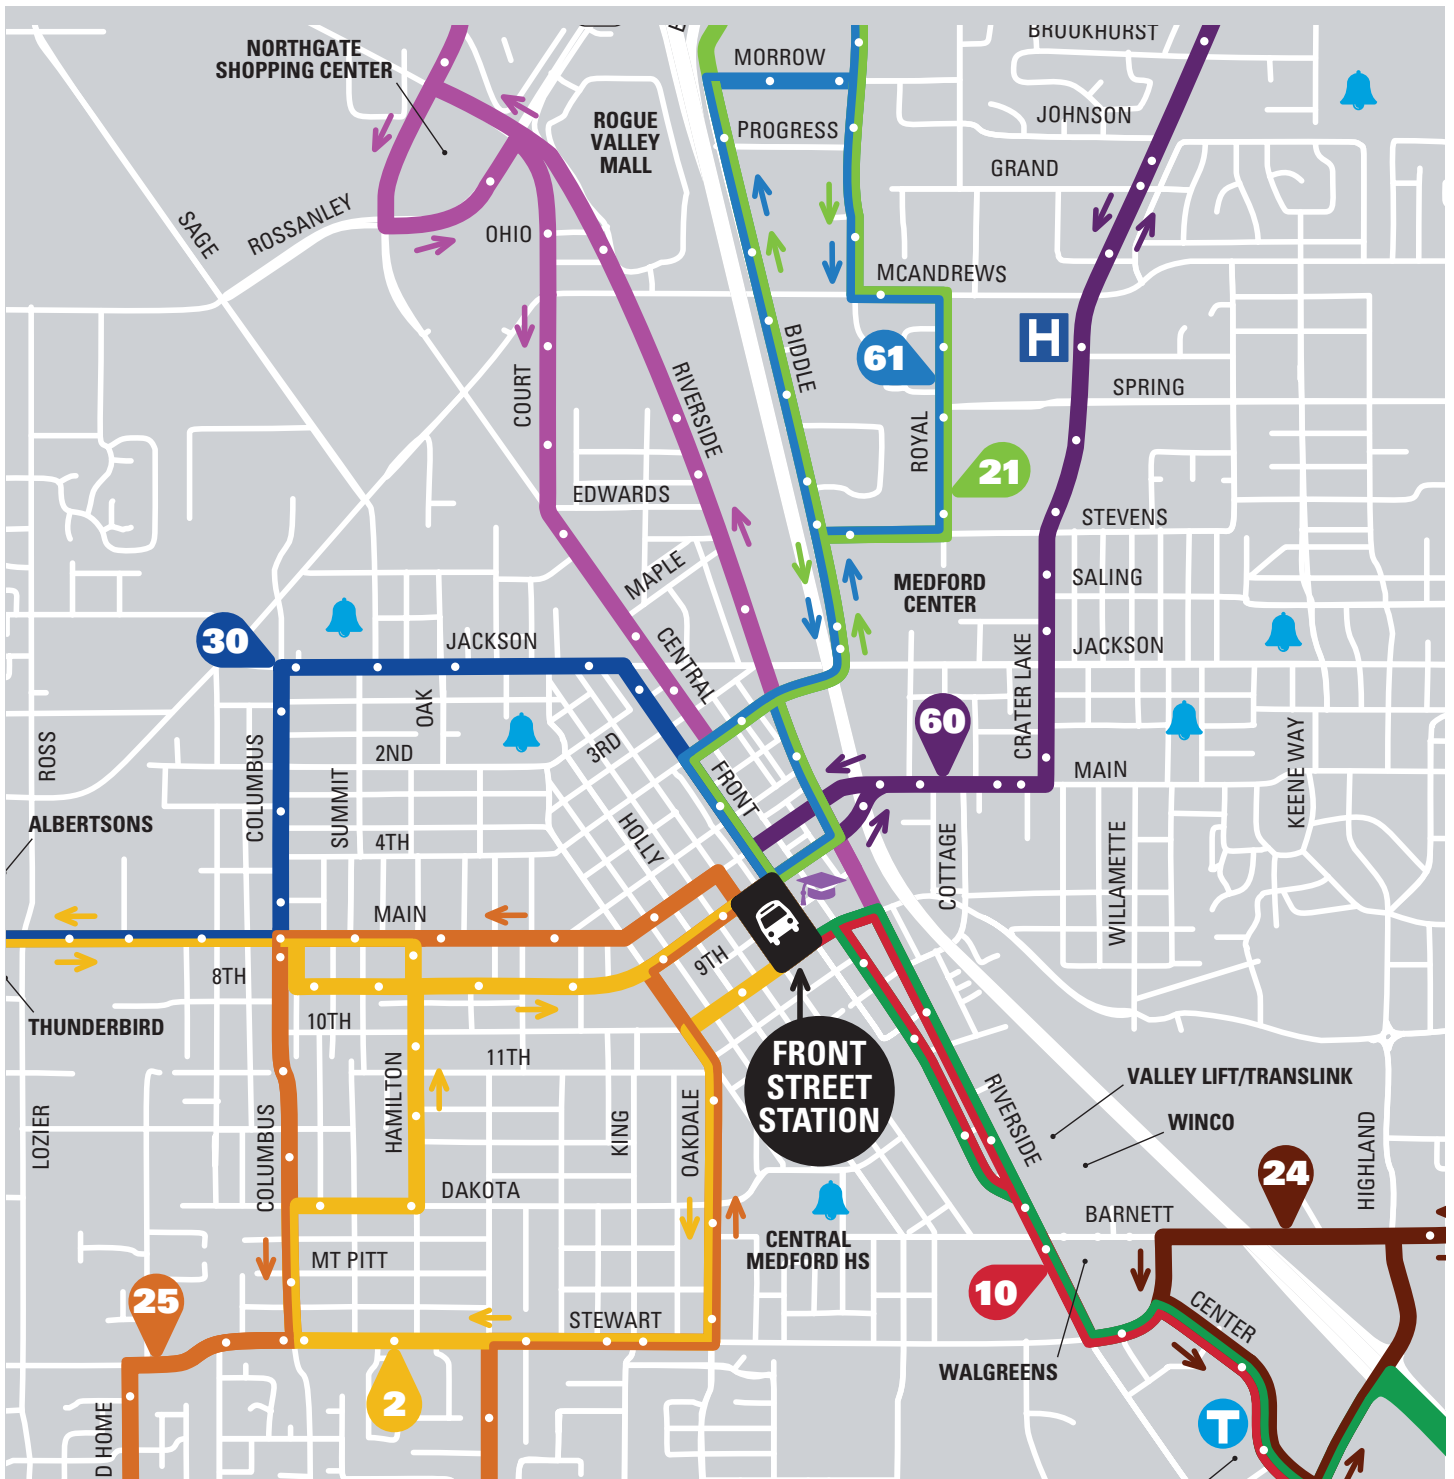 BROOKHURST
NORTHGATE
SHOPPING CENTER
MORROW
JOHNSON
ROGUE
VALLEY
MALL
PROGRESS
GRAND
SAGE
ROSSANLEY
OHIO
MCANDREWS
H
BIDDLE
61
COURT
RIVERSIDE
SPRING
ROYAL
21
EDWARDS
STEVENS
MAPLE
MEDFORD
CENTER
SALING
30
JACKSON
CENTRAL
JACKSON
OAK
CRATER LAKE
60
ROSS
COLUMBUS
2ND
3RD
FRONT
MAIN
KEENE WAY
ALBERTSONS
SUMMIT
4TH
HOLLY
COTTAGE
WILLAMETTE
MAIN
8TH
9TH
THUNDERBIRD
10TH
11TH
FRONT
STREET
STATION
HAMILTON
RIVERSIDE
VALLEY LIFT/TRANSLINK
LOZIER
COLUMBUS
KING
OAKDALE
WINCO
HIGHLAND
24
DAKOTA
BARNETT
CENTRAL
MEDFORD HS
MT PITT
25
10
CENTER
STEWART
WALGREENS
2
T
D HOME